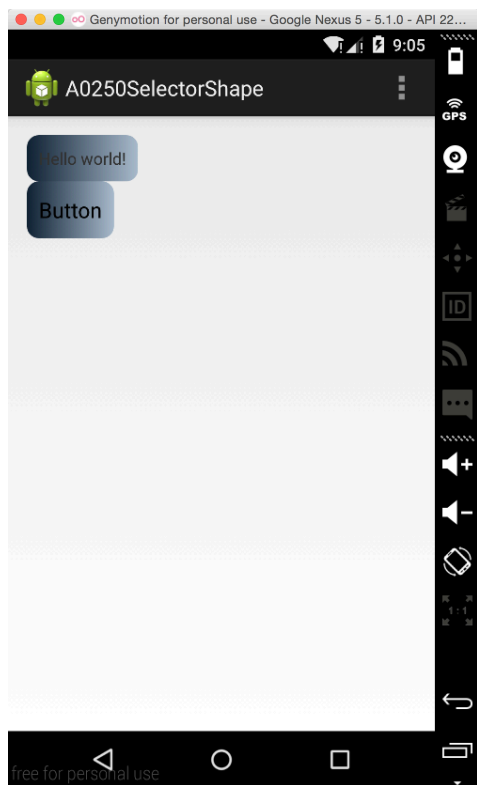 Genymotion for personal use - Google Nexus 5 - 5.1.0 - API 22...
9:05
A0250SelectorShape
GPS
Hello world!
Button
ID
1:1
free for personal use